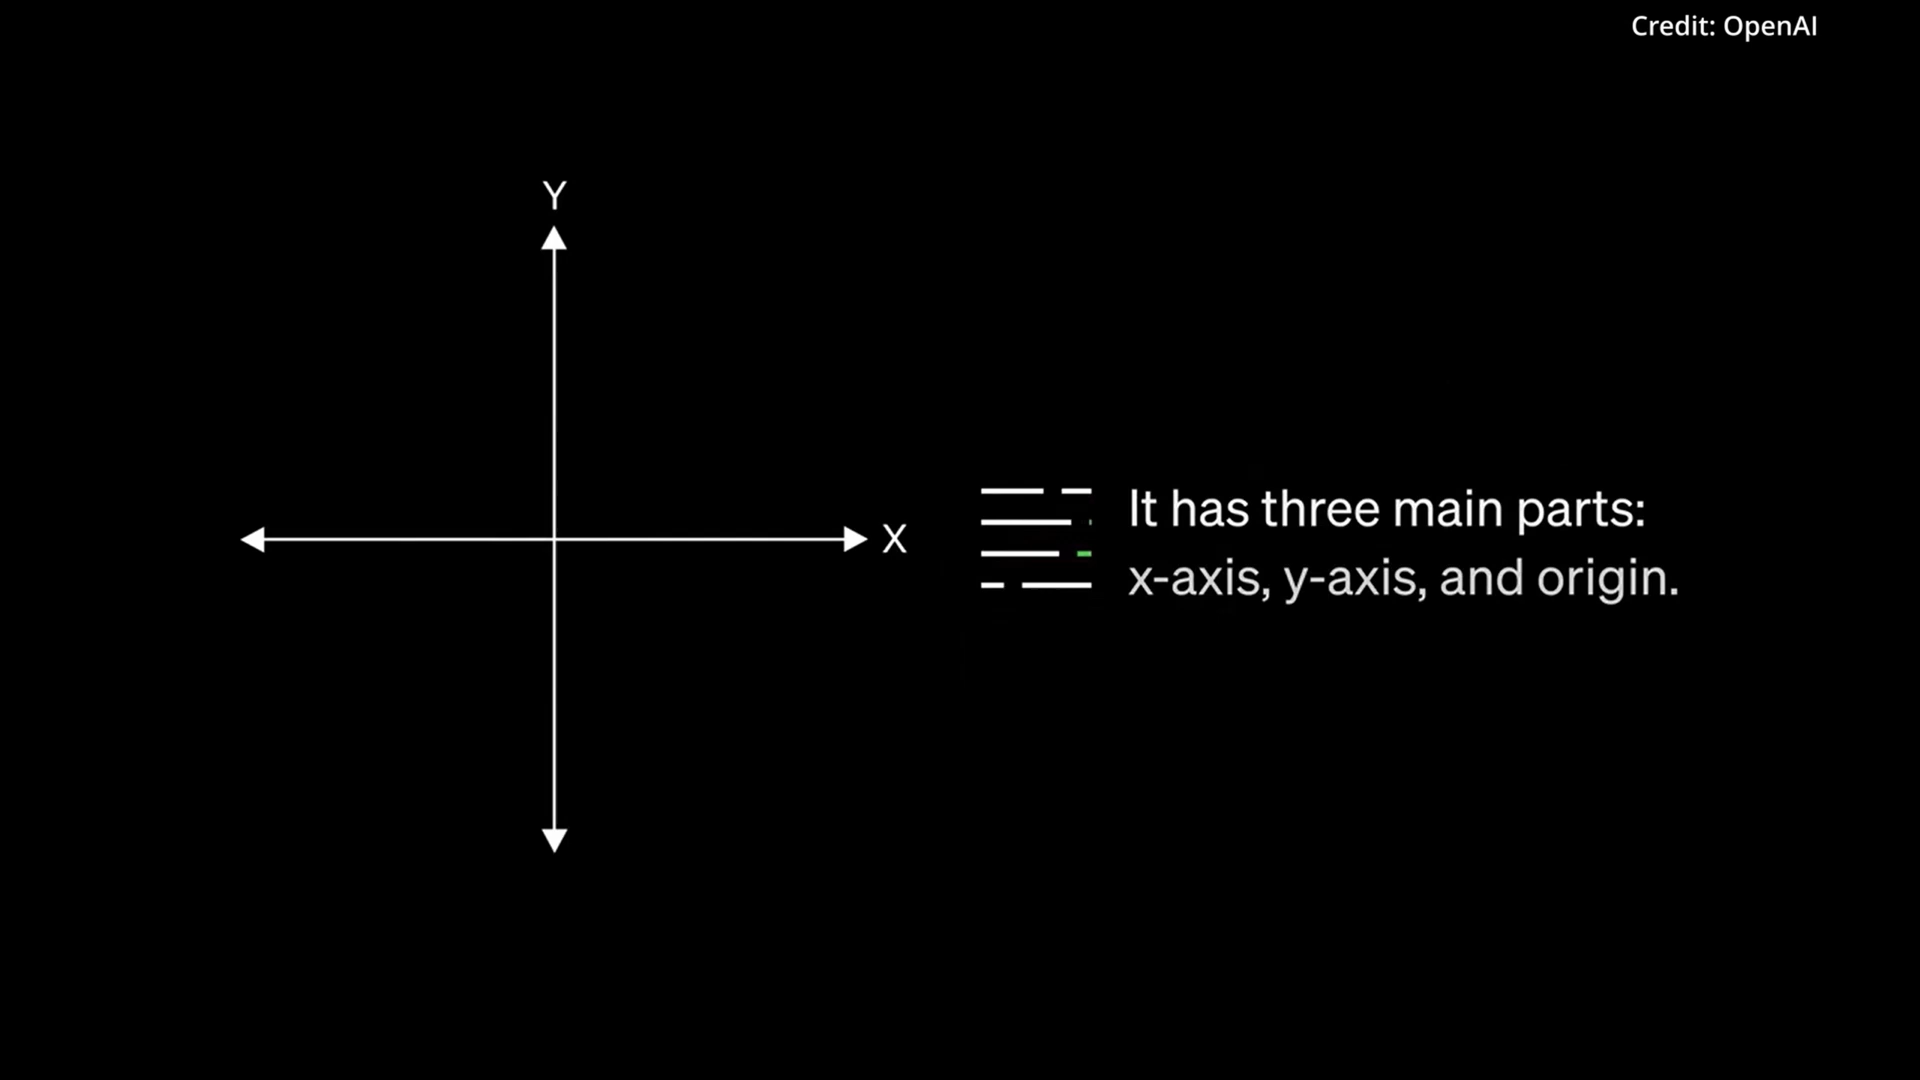 Credit: OpenAI
Y
X
It has three main parts:
x-axis, y-axis, and origin.